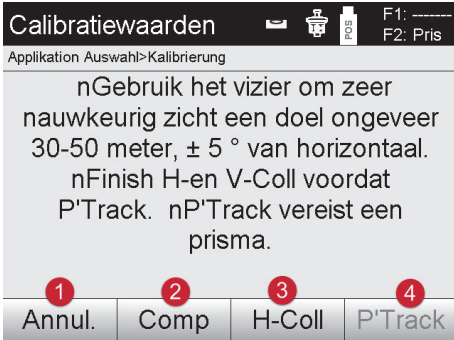 Calibratiewaarden
POS
F1: -------
F2: Pris
Applikation Auswahl>Kalibrierung
nGebruik het vizier om zeer
nauwkeurig zicht een doel ongeveer
30-50 meter, ± 5 ° van horizontaal.
nFinish H-en V-Coll voordat
P'Track. nP'Track vereist een
prisma.
1
2
3
4
Annul.
Comp
H-Coll
P'Track